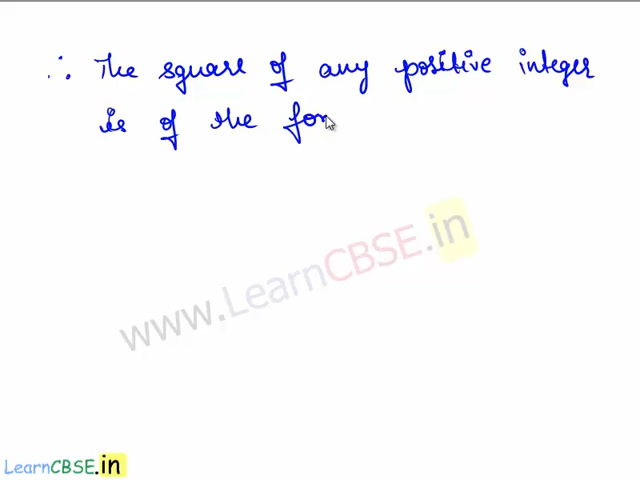 ∴ The square of any positive integer
is of the for
www.LearnCBSE.in
LearnCBSE.in